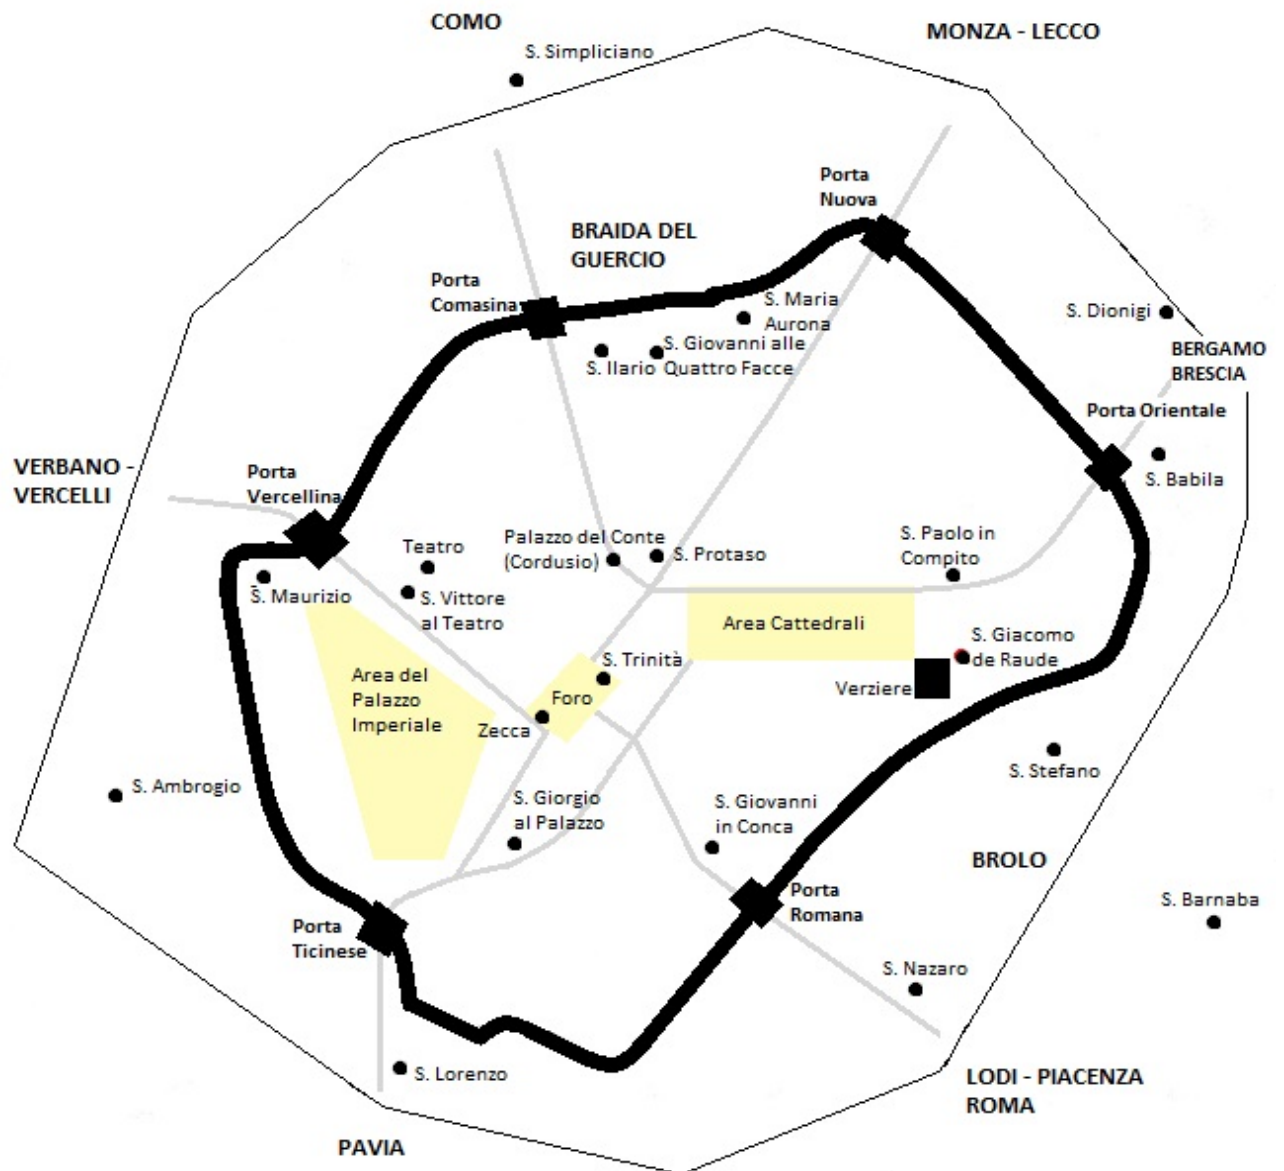 COMO
MONZA - LECCO
S. Simpliciano
Porta
Nuova
BRAIDA DEL
GUERCIO
Porta
Comasina
S. Maria
Aurona
S. Dionigi
S. Giovanni alle
Quattro Facce
S. Ilario
BERGAMO
BRESCIA
Porta Orientale
VERBANO -
VERCELLI
Porta
Vercellina
S. Babila
Teatro
Palazzo del Conte
(Cordusio)
S. Protaso
S. Paolo in
Compito
S. Maurizio
S. Vittore
al Teatro
Area Cattedrali
S. Giacomo
de Raude
S. Trinità
Area del
Palazzo
Imperiale
Foro
Verziere
Zecca
S. Stefano
S. Ambrogio
S. Giorgio
al Palazzo
S. Giovanni
in Conca
BROLO
Porta
Romana
S. Barnaba
Porta
Ticinese
S. Nazaro
S. Lorenzo
LODI - PIACENZA
ROMA
PAVIA